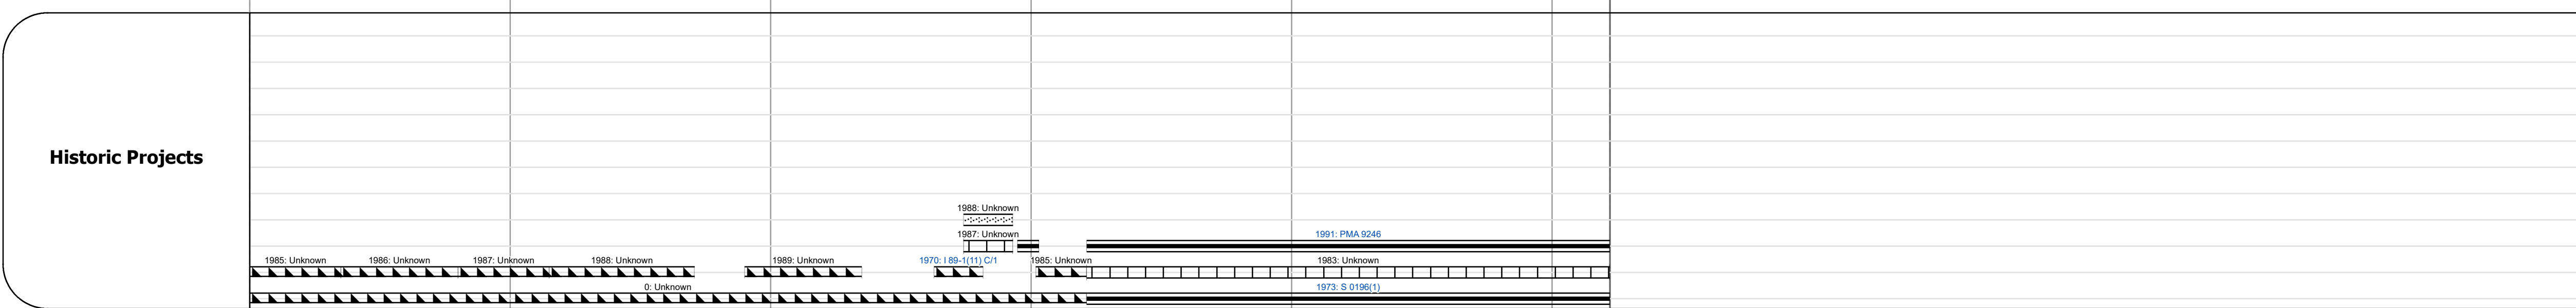 Historic Projects
1988: Unknown
1987: Unknown
1991: PMA 9246
1985: Unknown
1986: Unknown
1987: Unknown
1988: Unknown
1989: Unknown
1970: I 89-1(11) C/1
1985: Unknown
1983: Unknown
0: Unknown
1973: S 0196(1)